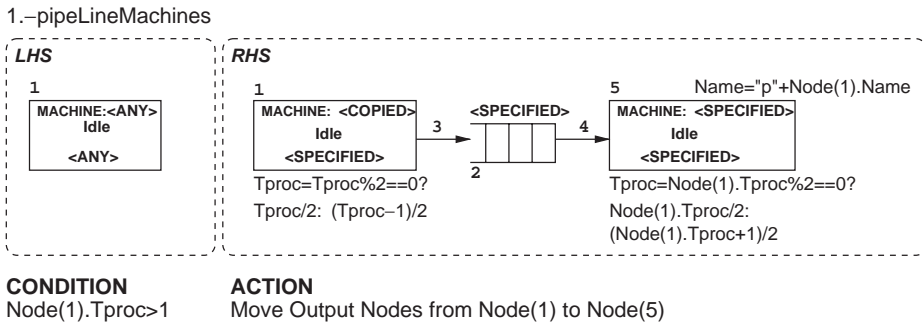 1.−pipeLineMachines
LHS
1
MACHINE:<ANY>
Idle
<ANY>
RHS
1
MACHINE: <COPIED>
Idle
<SPECIFIED>
3
<SPECIFIED>
2
4
5
Name="p"+Node(1).Name
MACHINE: <SPECIFIED>
Idle
<SPECIFIED>
Tproc=Tproc%2==0?
Tproc/2: (Tproc−1)/2
Tproc=Node(1).Tproc%2==0?
Node(1).Tproc/2:
(Node(1).Tproc+1)/2
CONDITION
Node(1).Tproc>1
ACTION
Move Output Nodes from Node(1) to Node(5)